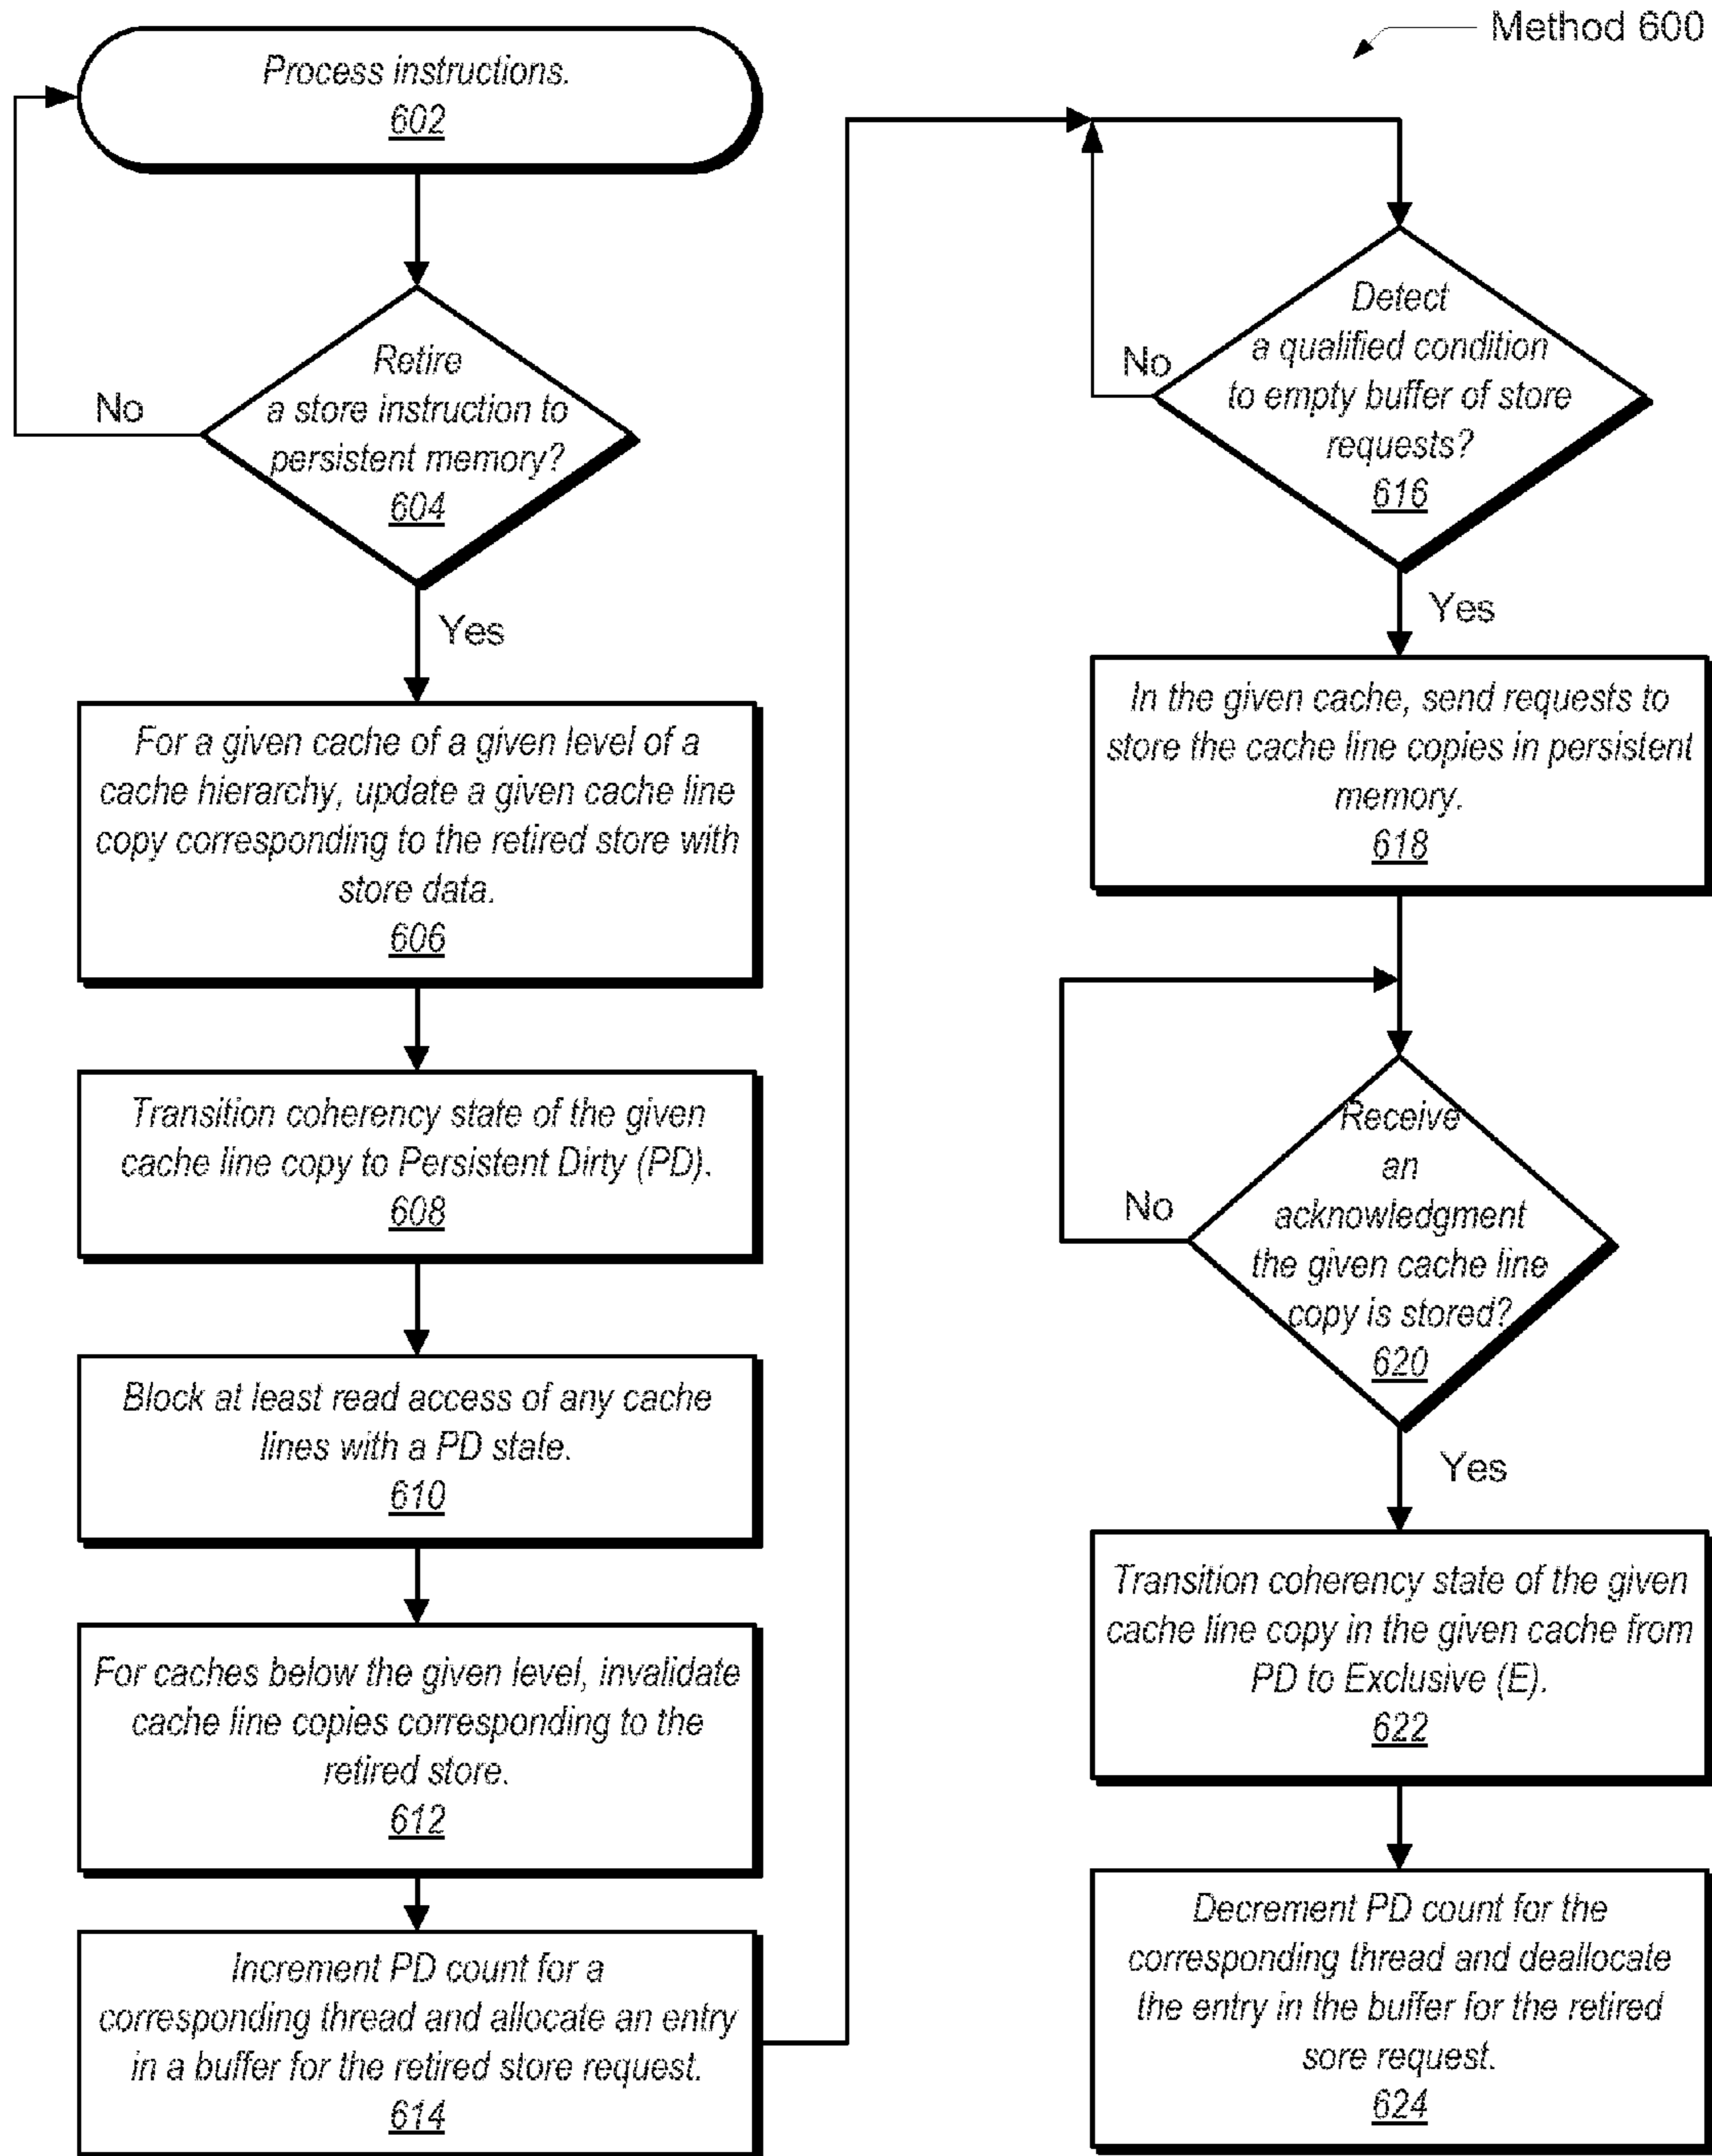 Method 600
Process instructions.
602
Retire
a store instruction to
persistent memory?
604
No
Yes
For a given cache of a given level of a
cache hierarchy, update a given cache line
copy corresponding to the retired store with
store data.
606
Transition coherency state of the given
cache line copy to Persistent Dirty (PD).
608
Block at least read access of any cache
lines with a PD state.
610
For caches below the given level, invalidate
cache line copies corresponding to the
retired store.
612
Increment PD count for a
corresponding thread and allocate an entry
in a buffer for the retired store request.
614
Detect
a qualified condition
to empty buffer of store
requests?
616
No
Yes
In the given cache, send requests to
store the cache line copies in persistent
memory.
618
Receive
an
acknowledgment
the given cache line
copy is stored?
620
No
Yes
Transition coherency state of the given
cache line copy in the given cache from
PD to Exclusive (E).
622
Decrement PD count for the
corresponding thread and deallocate
the entry in the buffer for the retired
sore request.
624